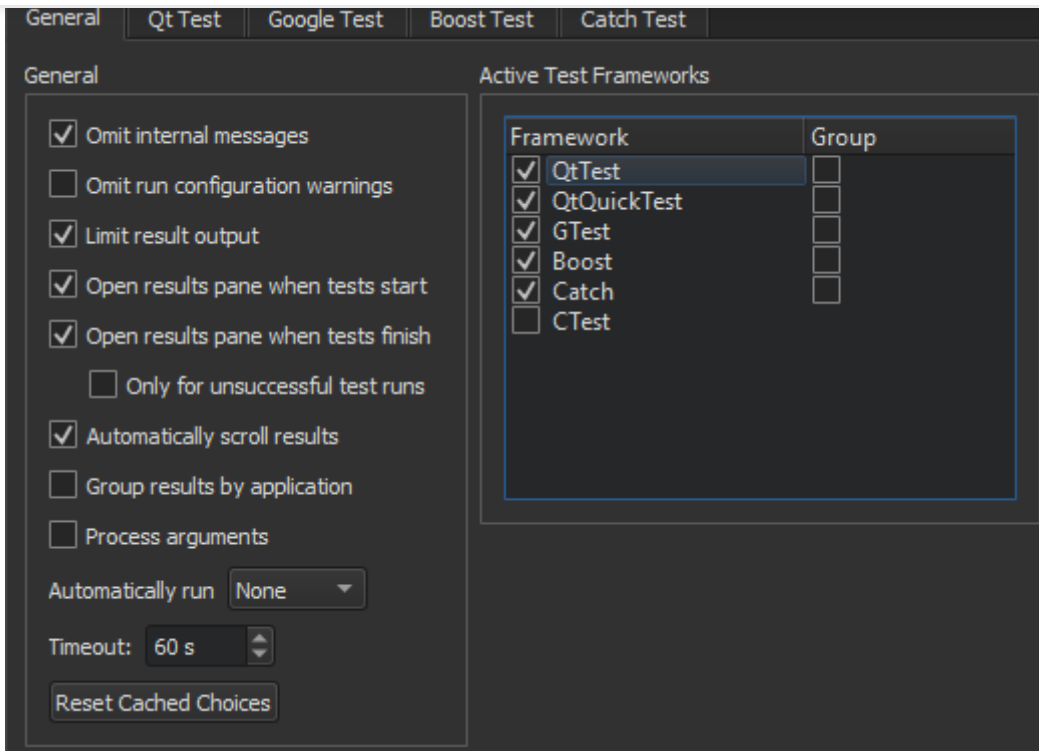 General Qt Test Google Test Boost Test Catch Test
General
Omit internal messages
Omit run configuration warnings
Limit result output
Open results pane when tests start
Open results pane when tests finish
Only for unsuccessful test runs
Automatically scroll results
Group results by application
Process arguments
Automatically run None
Timeout: 60 s
Reset Cached Choices
Active Test Frameworks
Framework Group
QtTest
QtQuickTest
GTest
Boost
Catch
CTest